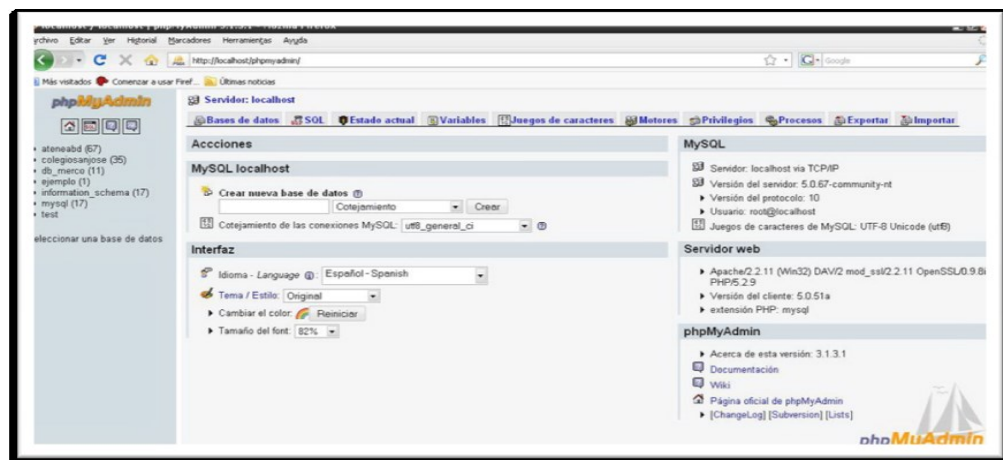 rchivo Editar Ver Historial Marcadores Herramientas Ayuda
http://localhost/phpmyadmin/
Google
Más visitados Comenzar a usar Firef... Últimas noticias
phpMyAdmin
ateneabd (67)
colegiosanjose (35)
db_merco (11)
ejemplo (1)
information_schema (17)
mysql (17)
test
eleccionar una base de datos
Servidor: localhost
Bases de datos SQL Estado actual Variables Juegos de caracteres Motores Privilegios Procesos Exportar Importar
Accciones
MySQL localhost
Crear nueva base de datos
Cotejamiento Crear
Cotejamiento de las conexiones MySQL: utf8_general_ci
Interfaz
Idioma - Language: Español - Spanish
Tema / Estilo: Original
Cambiar el color: Reiniciar
Tamaño del font: 82%
MySQL
Servidor: localhost via TCP/IP
Versión del servidor: 5.0.67-community-nt
Versión del protocolo: 10
Usuario: root@localhost
Juegos de caracteres de MySQL: UTF-8 Unicode (utf8)
Servidor web
Apache/2.2.11 (Win32) DAV/2 mod_ssl/2.2.11 OpenSSL/0.9.8i
PHP/5.2.9
Versión del cliente: 5.0.51a
extensión PHP: mysql
phpMyAdmin
Acerca de esta versión: 3.1.3.1
Documentación
Wiki
Página oficial de phpMyAdmin
[ChangeLog] [Subversion] [Lists]
phpMyAdmin